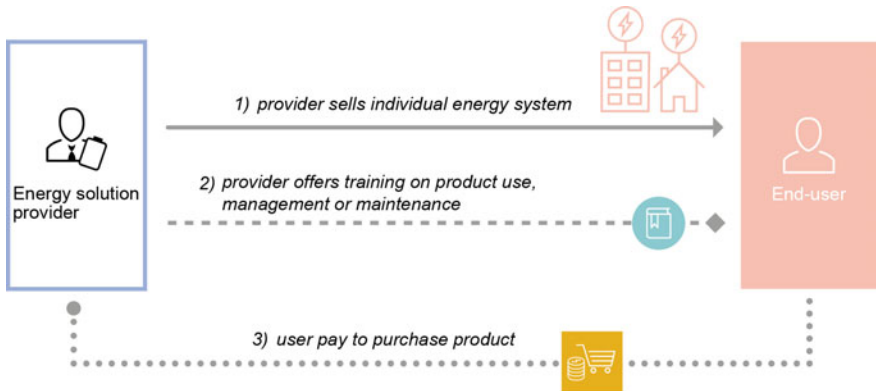 1) provider sells individual energy system
Energy solution
provider
2) provider offers training on product use,
management or maintenance
End-user
3) user pay to purchase product